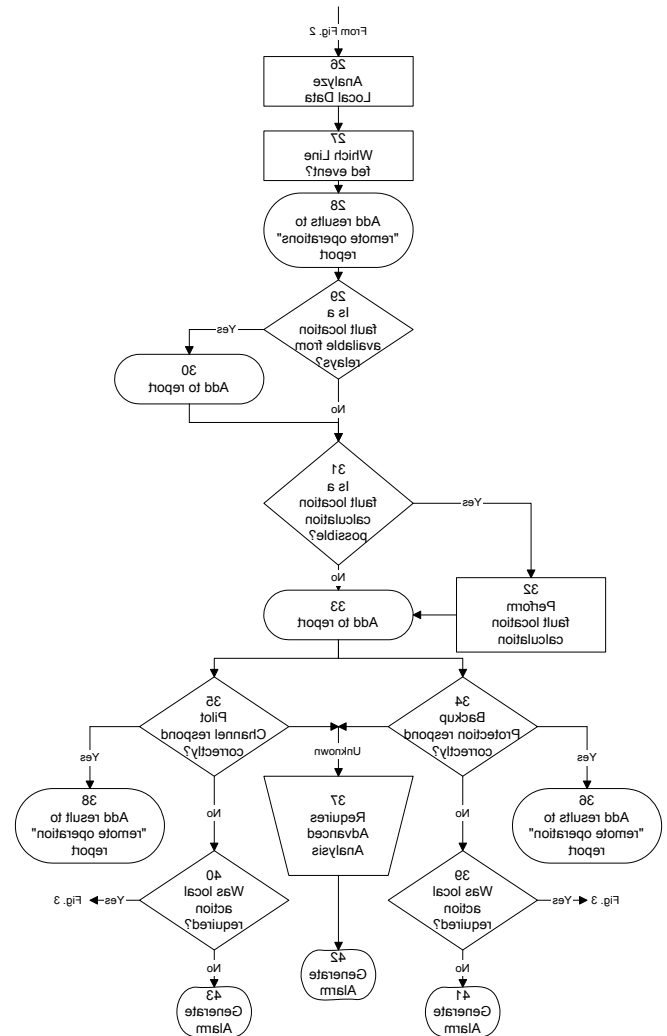 From Fig. 2
26
Analyze
Local Data
27
Which Line
fed event?
28
Add results to
"remote operations"
report
29
Is a
fault location
available from
relays?
Yes
30
Add to report
No
31
Is a
fault location
calculation
possible?
Yes
No
32
Perform
fault location
calculation
33
Add to report
35
Pilot
Channel respond
correctly?
34
Backup
Protection respond
correctly?
Yes
Unknown
Yes
38
Add result to
"remote operation"
report
No
37
Requires
Advanced
Analysis
No
36
Add results to
"remote operation"
report
40
Was local
action
required?
Yes
Fig. 3
39
Was local
action
required?
Yes
Fig. 3
No
43
Generate
Alarm
42
Generate
Alarm
No
41
Generate
Alarm